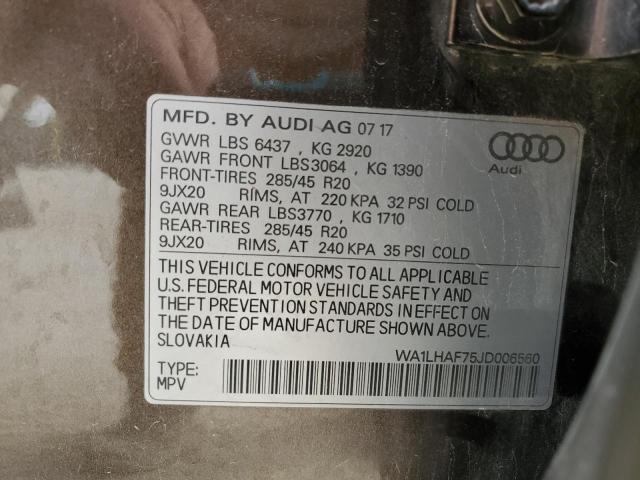 MFD. BY AUDI AG 07 17
GVWR LBS 6437 , KG 2920
GAWR FRONT LBS3064 , KG 1390
FRONT-TIRES 285/45 R20
9JX20 RIMS, AT 220 KPA 32 PSI COLD
GAWR REAR LBS3770 , KG 1710
REAR-TIRES 285/45 R20
9JX20 RIMS, AT 240 KPA 35 PSI COLD
Audi
THIS VEHICLE CONFORMS TO ALL APPLICABLE
U.S. FEDERAL MOTOR VEHICLE SAFETY AND
THEFT PREVENTION STANDARDS IN EFFECT ON
THE DATE OF MANUFACTURE SHOWN ABOVE.
SLOVAKIA
WA1LHAF75JD006560
TYPE:
MPV